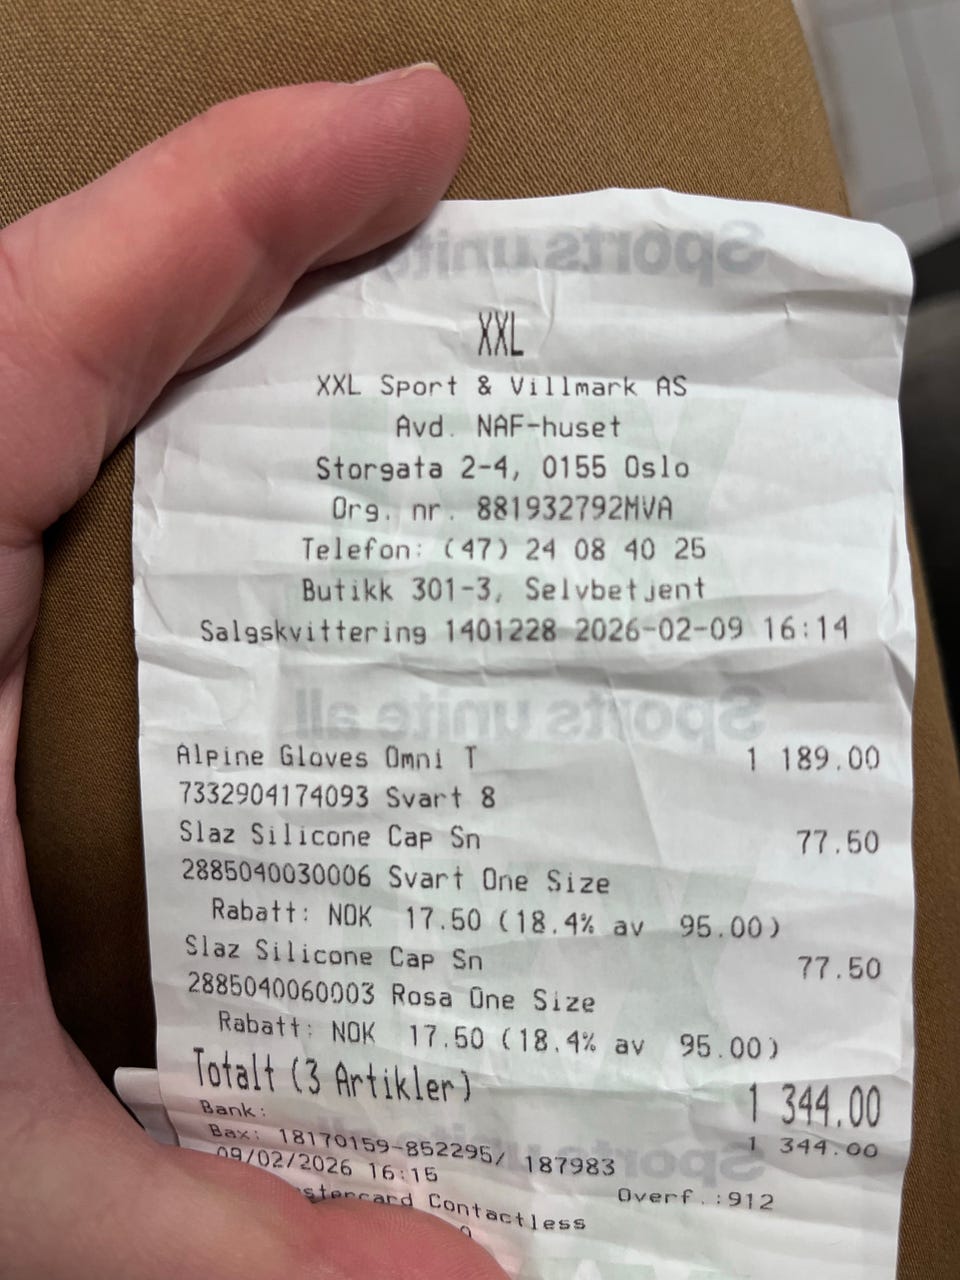 Sports unity
XXL
XXL Sport & Villmark AS
Avd. NAF-huset
Storgata 2-4, 0155 Oslo
Org. nr. 881932792MVA
Telefon: (47) 24 08 40 25
Butikk 301-3, Selvbetjent
Salgskvittering 1401228 2026-02-09 16:14
Sports unite all
Alpine Gloves Omni T 1 189.00
7332904174093 Svart 8
Slaz Silicone Cap Sn 77.50
2885040030006 Svart One Size
Rabatt: NOK 17.50 (18.4% av 95.00)
Slaz Silicone Cap Sn 77.50
2885040060003 Rosa One Size
Rabatt: NOK 17.50 (18.4% av 95.00)
Totalt (3 Artikler) 1 344.00
Bank: 1 344.00
Bax: 18170159-852295/ 187983
09/02/2026 16:15 Overf.:912
Contactless